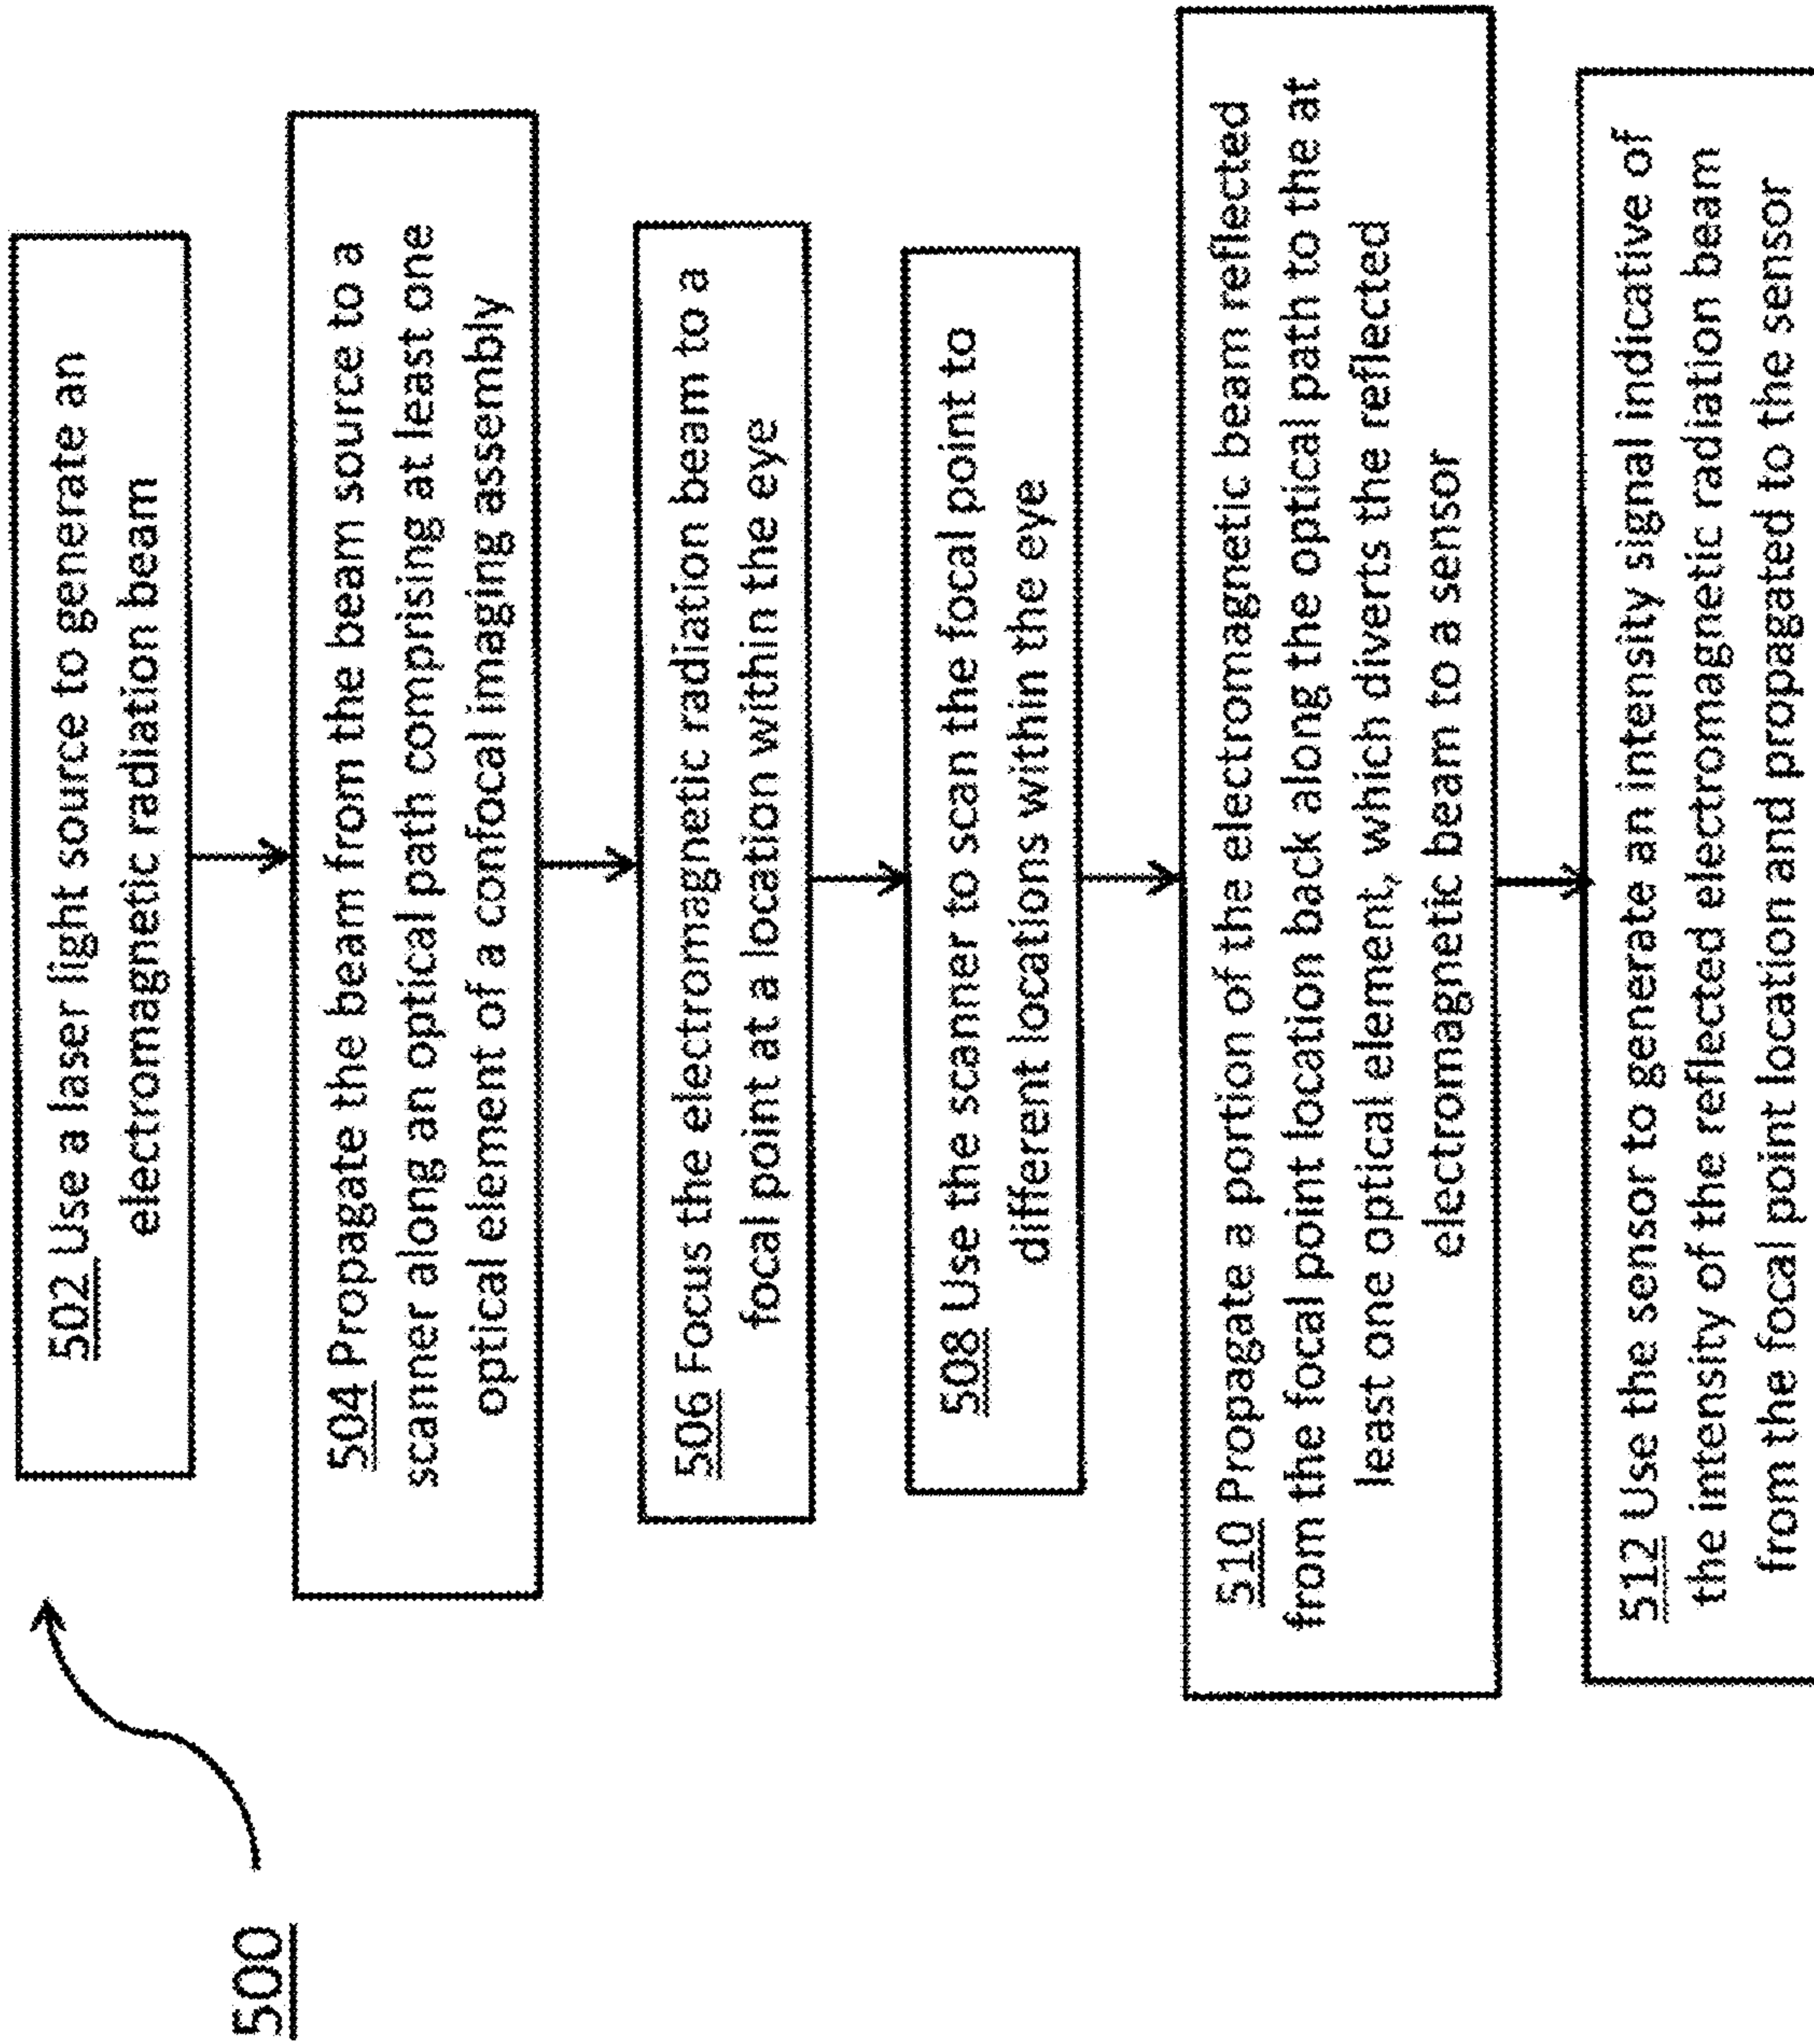 500
502 Use a laser light source to generate an
electromagnetic radiation beam
504 Propagate the beam from the beam source to a
scanner along an optical path comprising at least one
optical element of a confocal imaging assembly
506 Focus the electromagnetic radiation beam to a
focal point at a location within the eye
508 Use the scanner to scan the focal point to
different locations within the eye
510 Propagate a portion of the electromagnetic beam reflected
from the focal point location back along the optical path to the at
least one optical element, which diverts the reflected
electromagnetic beam to a sensor
512 Use the sensor to generate an intensity signal indicative of
the intensity of the reflected electromagnetic radiation beam
from the focal point location and propagated to the sensor